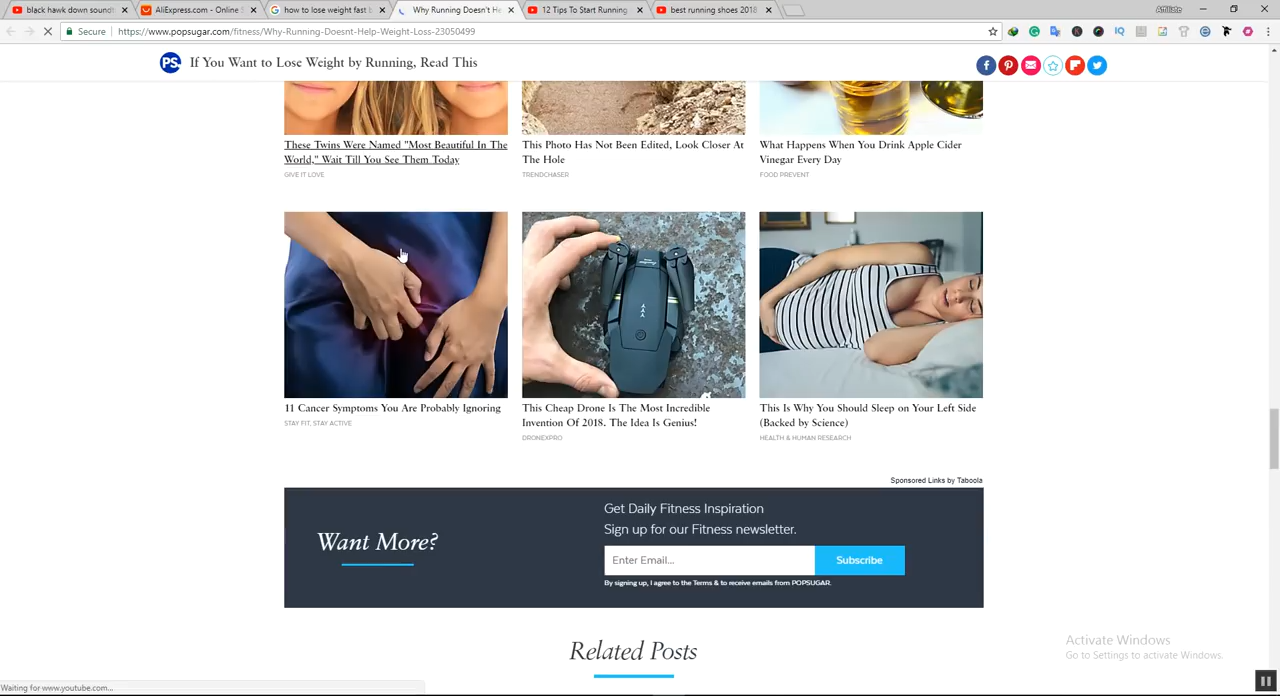 black hawk down sound
AliExpress.com - Online
how to lose weight fast
Why Running Doesn't He
12 Tips To Start Running
best running shoes 2018
Affiliate
Secure
https://www.popsugar.com/fitness/Why-Running-Doesnt-Help-Weight-Loss-23050499
PS.
If You Want to Lose Weight by Running, Read This
These Twins Were Named "Most Beautiful In The
World," Wait Till You See Them Today
GIVE IT LOVE
This Photo Has Not Been Edited, Look Closer At
The Hole
TRENDCHASER
What Happens When You Drink Apple Cider
Vinegar Every Day
FOOD PREVENT
11 Cancer Symptoms You Are Probably Ignoring
STAY FIT, STAY ACTIVE
This Cheap Drone Is The Most Incredible
Invention Of 2018. The Idea Is Genius!
DRONEXPRO
This Is Why You Should Sleep on Your Left Side
(Backed by Science)
HEALTH & HUMAN RESEARCH
Sponsored Links by Taboola
Want More?
Get Daily Fitness Inspiration
Sign up for our Fitness newsletter.
Enter Email...
Subscribe
By signing up, I agree to the Terms & to receive emails from POPSUGAR.
Related Posts
Activate Windows
Go to Settings to activate Windows.
Waiting for www.youtube.com...